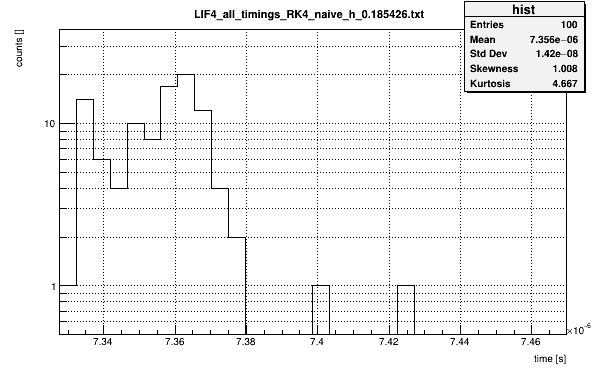 LIF4_all_timings_RK4_naive_h_0.185426.txt
hist
Entries 100
Mean 7.356e−06
Std Dev 1.42e−08
Skewness 1.008
Kurtosis 4.667
counts []
10
1
7.34 7.36 7.38 7.4 7.42 7.44 7.46
×10⁻⁶
time [s]